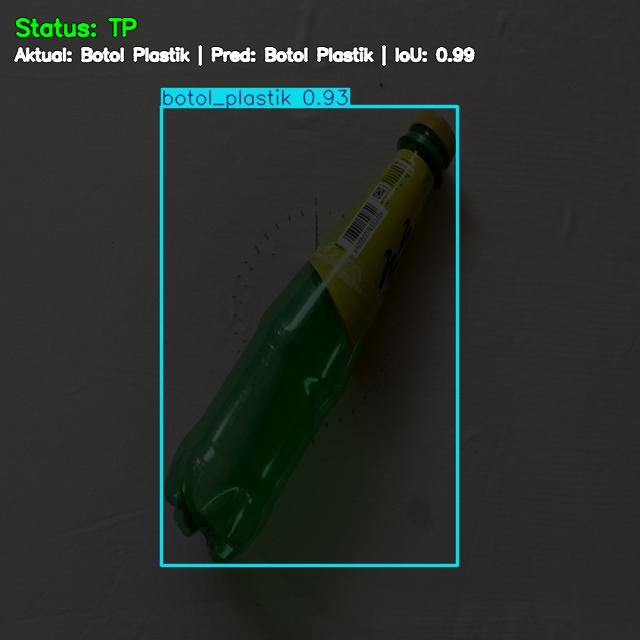 Status: TP
Aktual: Botol Plastik | Pred: Botol Plastik | IoU: 0.99
botol_plastik 0.93